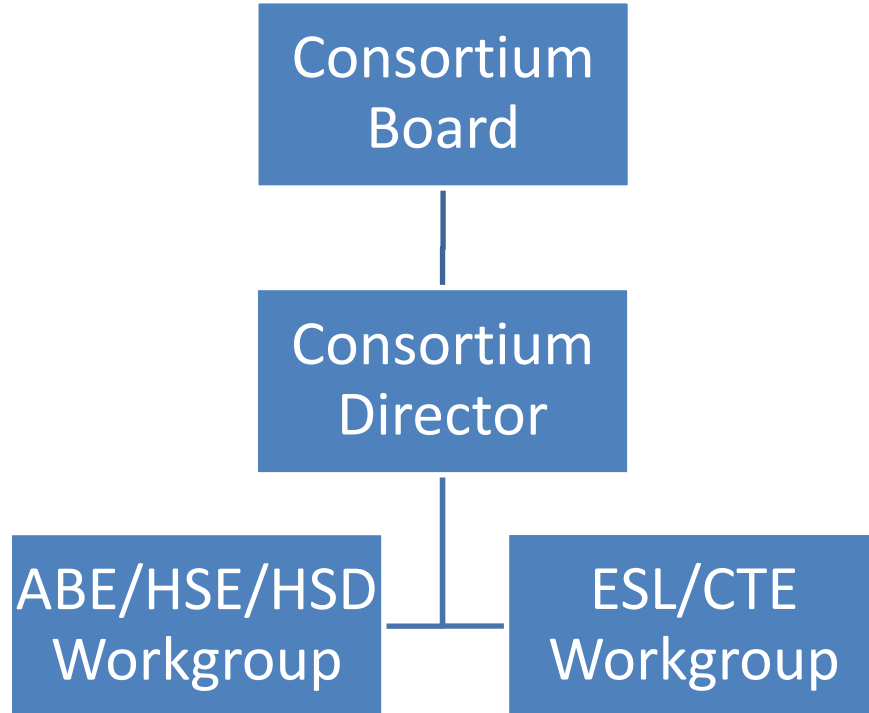 Consortium
Board
Consortium
Director
ABE/HSE/HSD
Workgroup
ESL/CTE
Workgroup